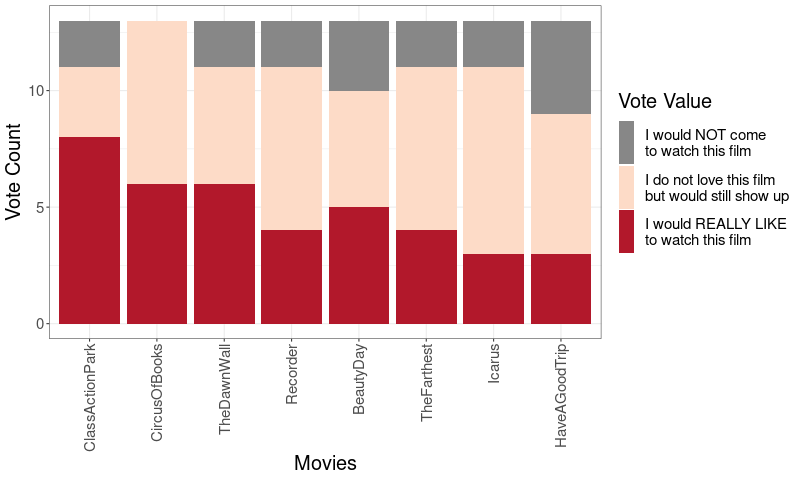 Vote Count
10
5
0
ClassActionPark
CircusOfBooks
TheDawnWall
Recorder
BeautyDay
TheFarthest
Icarus
HaveAGoodTrip
Movies
Vote Value
I would NOT come
to watch this film
I do not love this film
but would still show up
I would REALLY LIKE
to watch this film